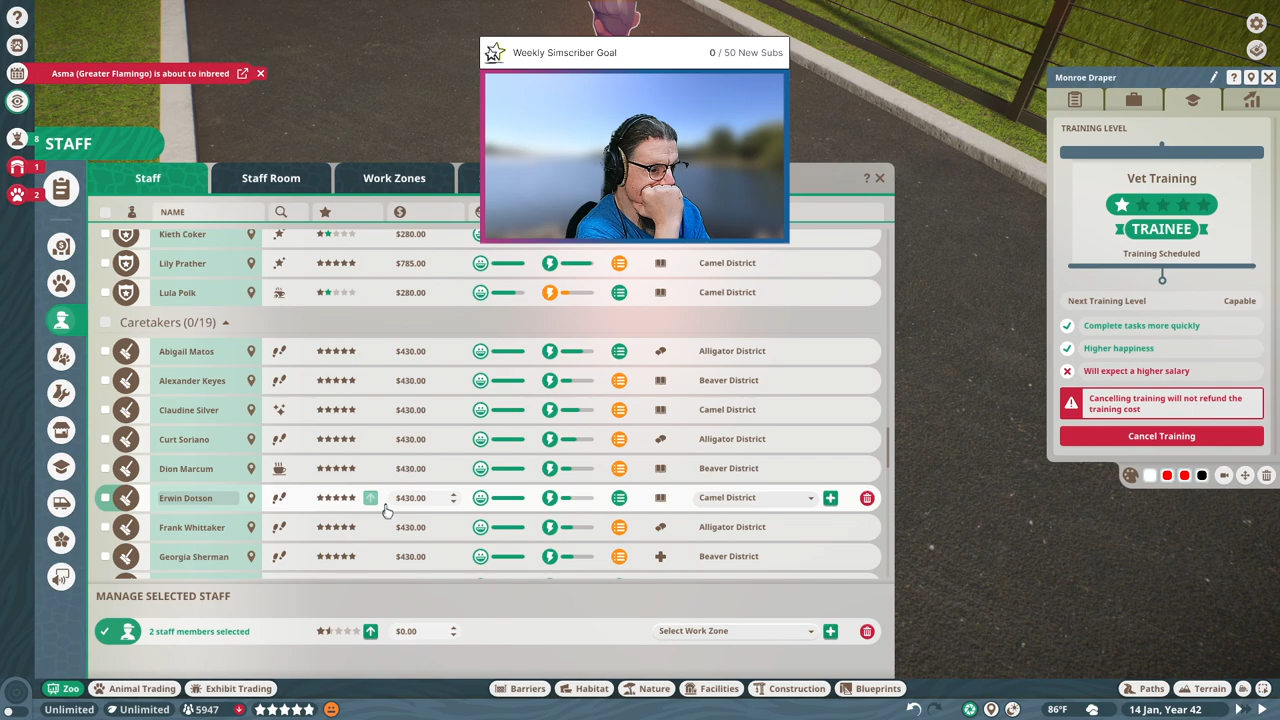 Weekly Simscriber Goal 0 / 50 New Subs
Asma (Greater Flamingo) is about to inbreed
8
1
2
STAFF
Staff Staff Room Work Zones
NAME
Kieth Coker $280.00
Lily Prather $785.00 Camel District
Lula Polk $280.00 Camel District
Caretakers (0/19)
Abigail Matos $430.00 Alligator District
Alexander Keyes $430.00 Beaver District
Claudine Silver $430.00 Camel District
Curt Soriano $430.00 Alligator District
Dion Marcum $430.00 Beaver District
Erwin Dotson $430.00 Camel District
Frank Whittaker $430.00 Alligator District
Georgia Sherman $430.00 Beaver District
MANAGE SELECTED STAFF
2 staff members selected $0.00 Select Work Zone
Monroe Draper
TRAINING LEVEL
Vet Training
TRAINEE
Training Scheduled
Next Training Level Capable
Complete tasks more quickly
Higher happiness
Will expect a higher salary
Cancelling training will not refund the
training cost
Cancel Training
Zoo Animal Trading Exhibit Trading Barriers Habitat Nature Facilities Construction Blueprints Paths Terrain
Unlimited Unlimited 5947 86°F 14 Jan, Year 42